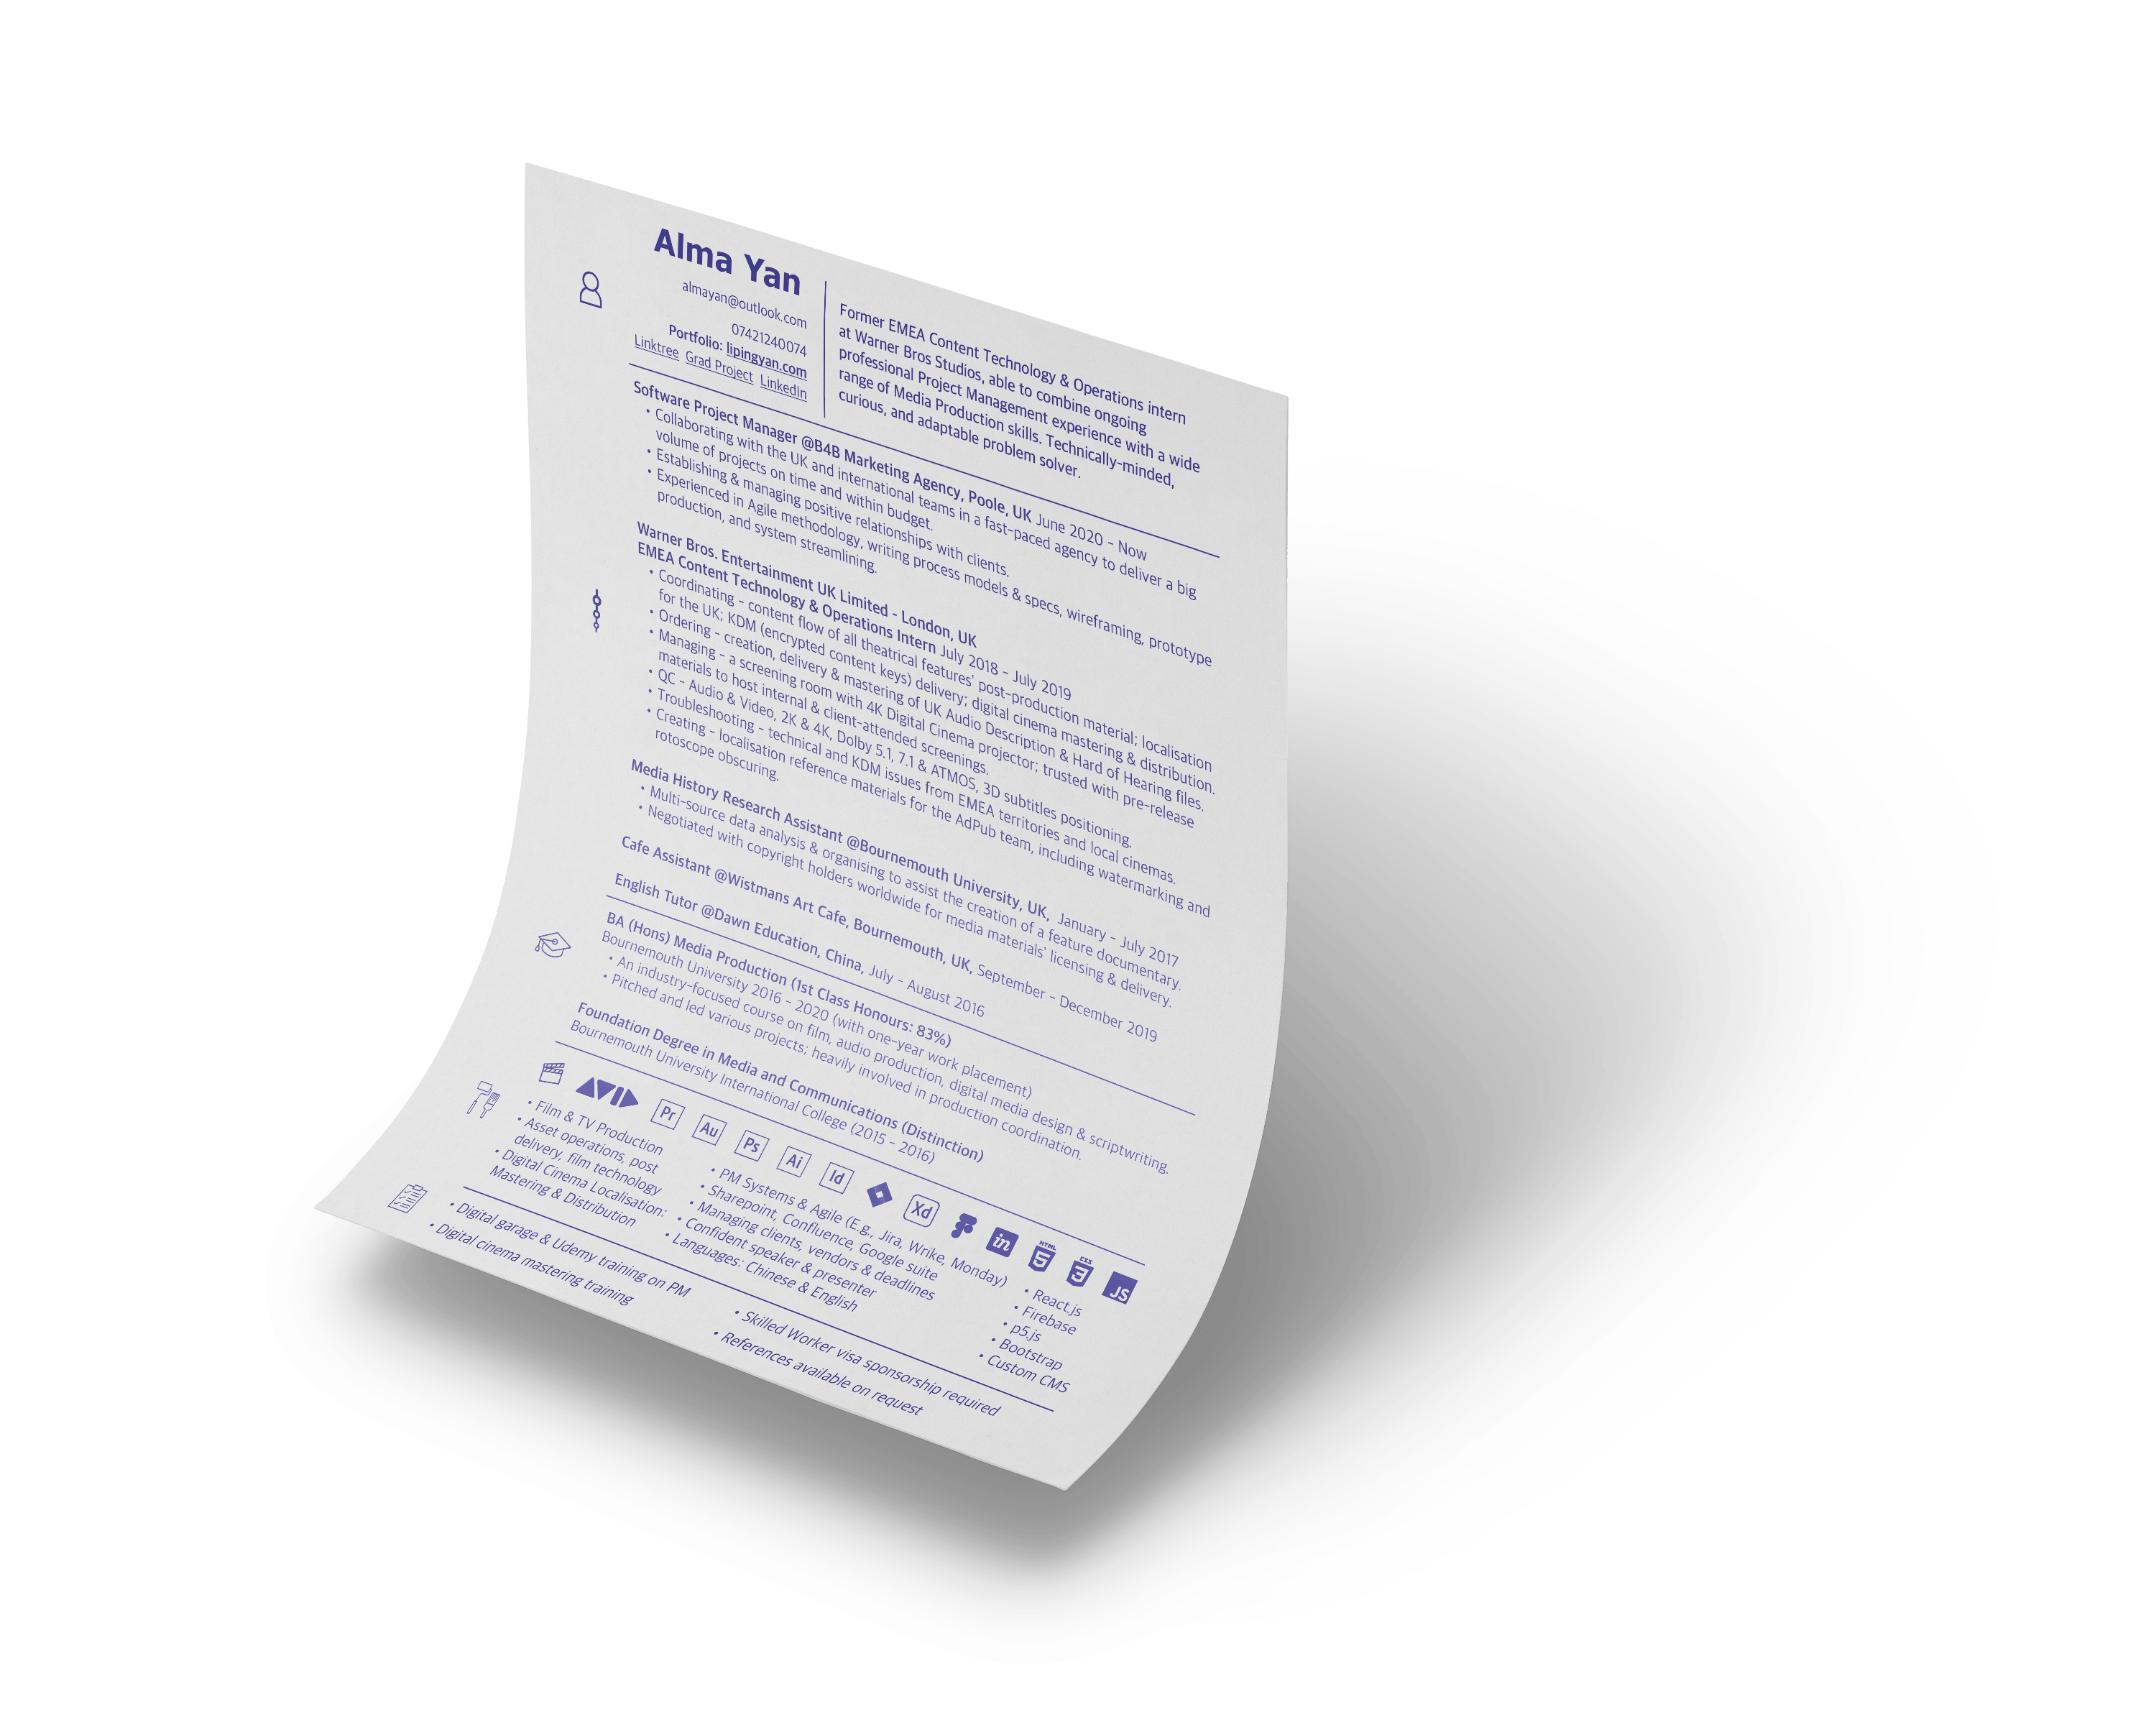 Alma Yan
almayan@outlook.com
07421240074
Portfolio: lipingyan.com
Linktree Grad Project LinkedIn
Former EMEA Content Technology & Operations intern
at Warner Bros Studios, able to combine ongoing
professional Project Management experience with a wide
range of Media Production skills. Technically-minded,
curious, and adaptable problem solver.
Software Project Manager @B4B Marketing Agency, Poole, UK June 2020 - Now
• Collaborating with the UK and international teams in a fast-paced agency to deliver a big
volume of projects on time and within budget.
• Establishing & managing positive relationships with clients.
• Experienced in Agile methodology, writing process models & specs, wireframing, prototype
production, and system streamlining.
Warner Bros. Entertainment UK Limited - London, UK
EMEA Content Technology & Operations Intern July 2018 - July 2019
• Coordinating - content flow of all theatrical features' post-production material; localisation
for the UK; KDM (encrypted content keys) delivery; digital cinema mastering & distribution.
• Ordering - creation, delivery & mastering of UK Audio Description & Hard of Hearing files.
• Managing - a screening room with 4K Digital Cinema projector; trusted with pre-release
materials to host internal & client-attended screenings.
• QC - Audio & Video, 2K & 4K, Dolby 5.1, 7.1 & ATMOS, 3D subtitles positioning.
• Troubleshooting - technical and KDM issues from EMEA territories and local cinemas.
• Creating - localisation reference materials for the AdPub team, including watermarking and
rotoscope obscuring.
Media History Research Assistant @Bournemouth University, UK, January - July 2017
• Multi-source data analysis & organising to assist the creation of a feature documentary.
• Negotiated with copyright holders worldwide for media materials' licensing & delivery.
Cafe Assistant @Wistmans Art Cafe, Bournemouth, UK, September - December 2019
English Tutor @Dawn Education, China, July - August 2016
BA (Hons) Media Production (1st Class Honours: 83%)
Bournemouth University 2016 - 2020 (with one-year work placement)
• An industry-focused course on film, audio production, digital media design & scriptwriting.
• Pitched and led various projects; heavily involved in production coordination.
Foundation Degree in Media and Communications (Distinction)
Bournemouth University International College (2015 - 2016)
AVID Pr Au Ps Ai Id Xd in HTML 5 CSS 3 JS
• Film & TV Production
• Asset operations, post
delivery, film technology
• Digital Cinema Localisation:
Mastering & Distribution
• PM Systems & Agile (E.g., Jira, Wrike, Monday)
• Sharepoint, Confluence, Google suite
• Managing clients, vendors & deadlines
• Confident speaker & presenter
• Languages: Chinese & English
• React.js
• Firebase
• p5.js
• Bootstrap
• Custom CMS
• Digital garage & Udemy training on PM
• Digital cinema mastering training
• Skilled Worker visa sponsorship required
• References available on request